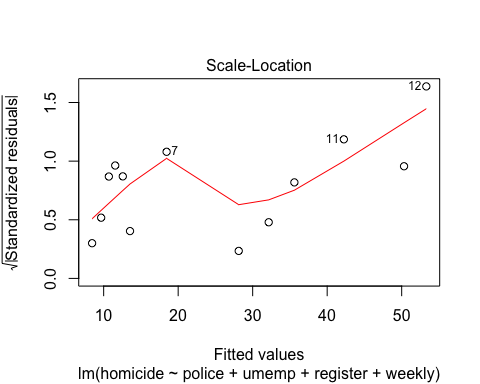 Scale-Location
√|Standardized residuals|
1.5
1.0
0.5
0.0
12
11
7
10 20 30 40 50
Fitted values
lm(homicide ~ police + umemp + register + weekly)